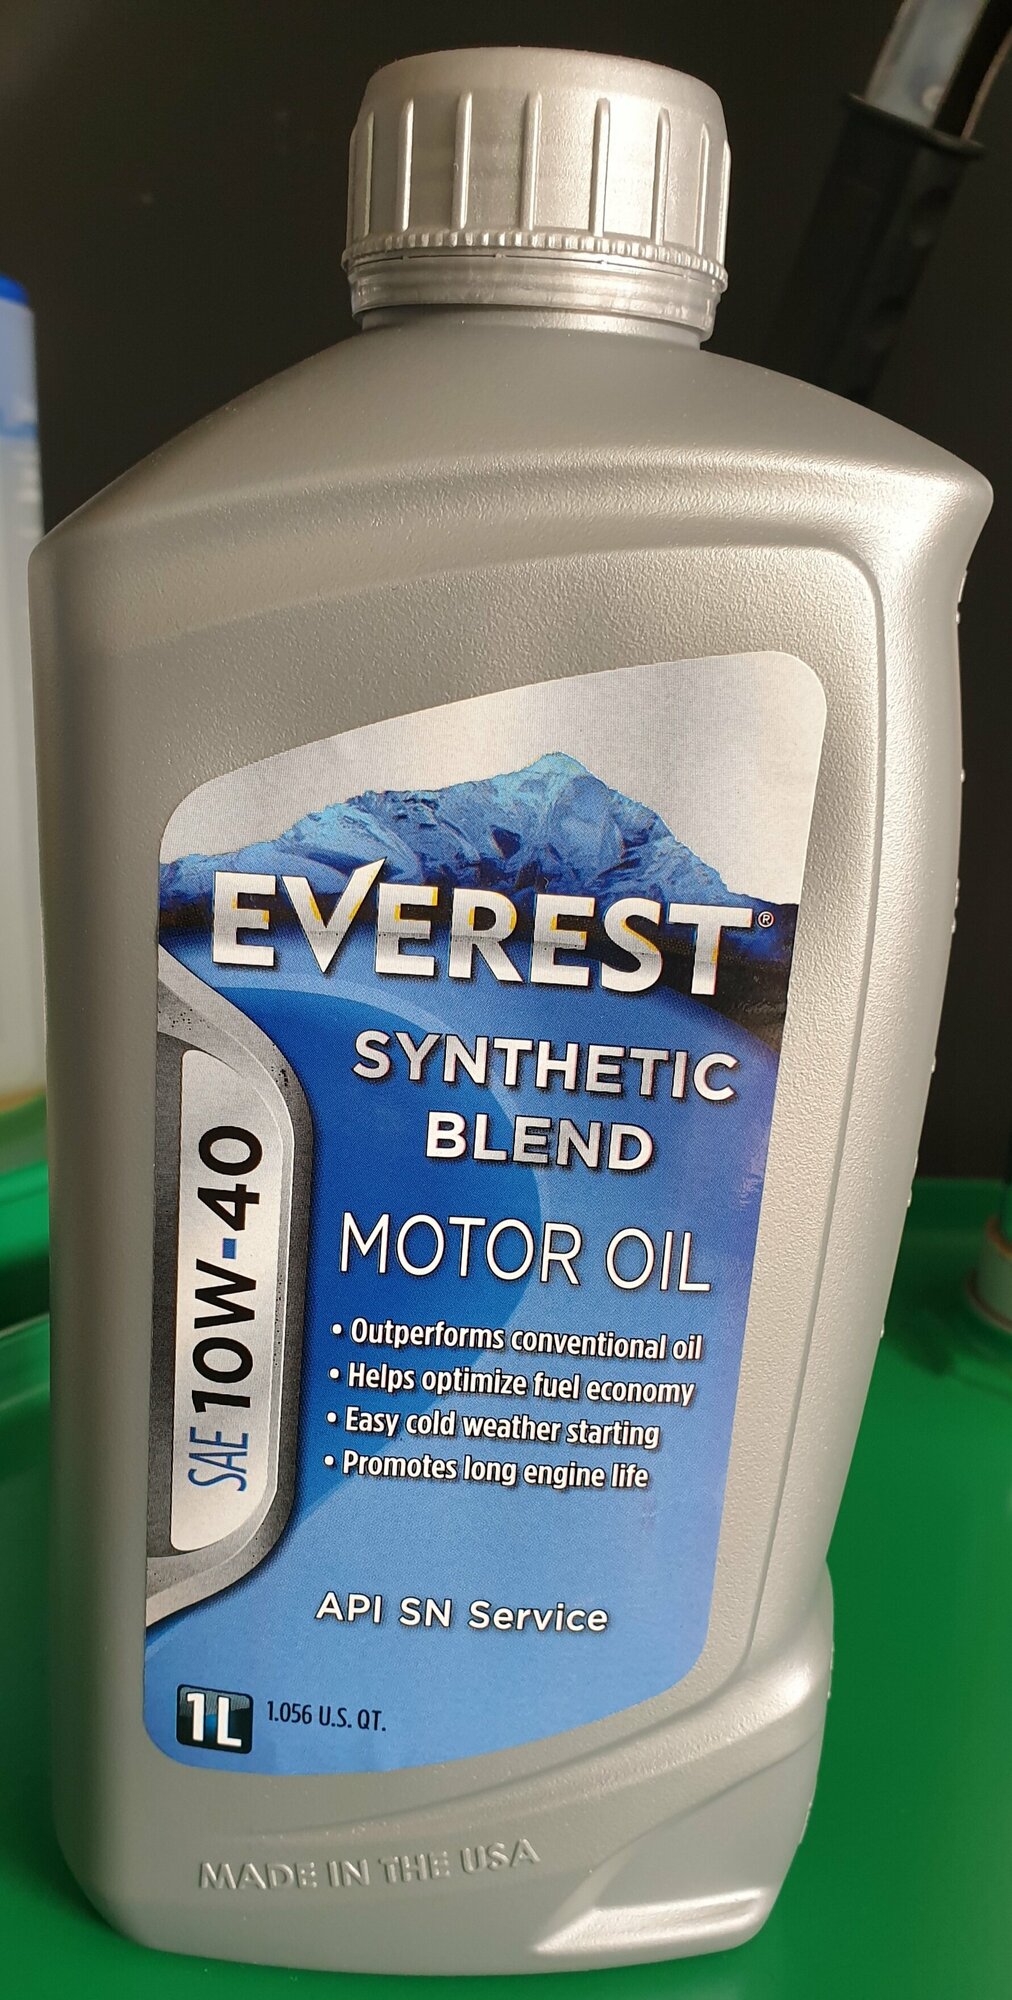 EVEREST®
SYNTHETIC
BLEND
MOTOR OIL
SAE 10W-40
• Outperforms conventional oil
• Helps optimize fuel economy
• Easy cold weather starting
• Promotes long engine life
API SN Service
1L 1.056 U.S. QT.
MADE IN THE USA